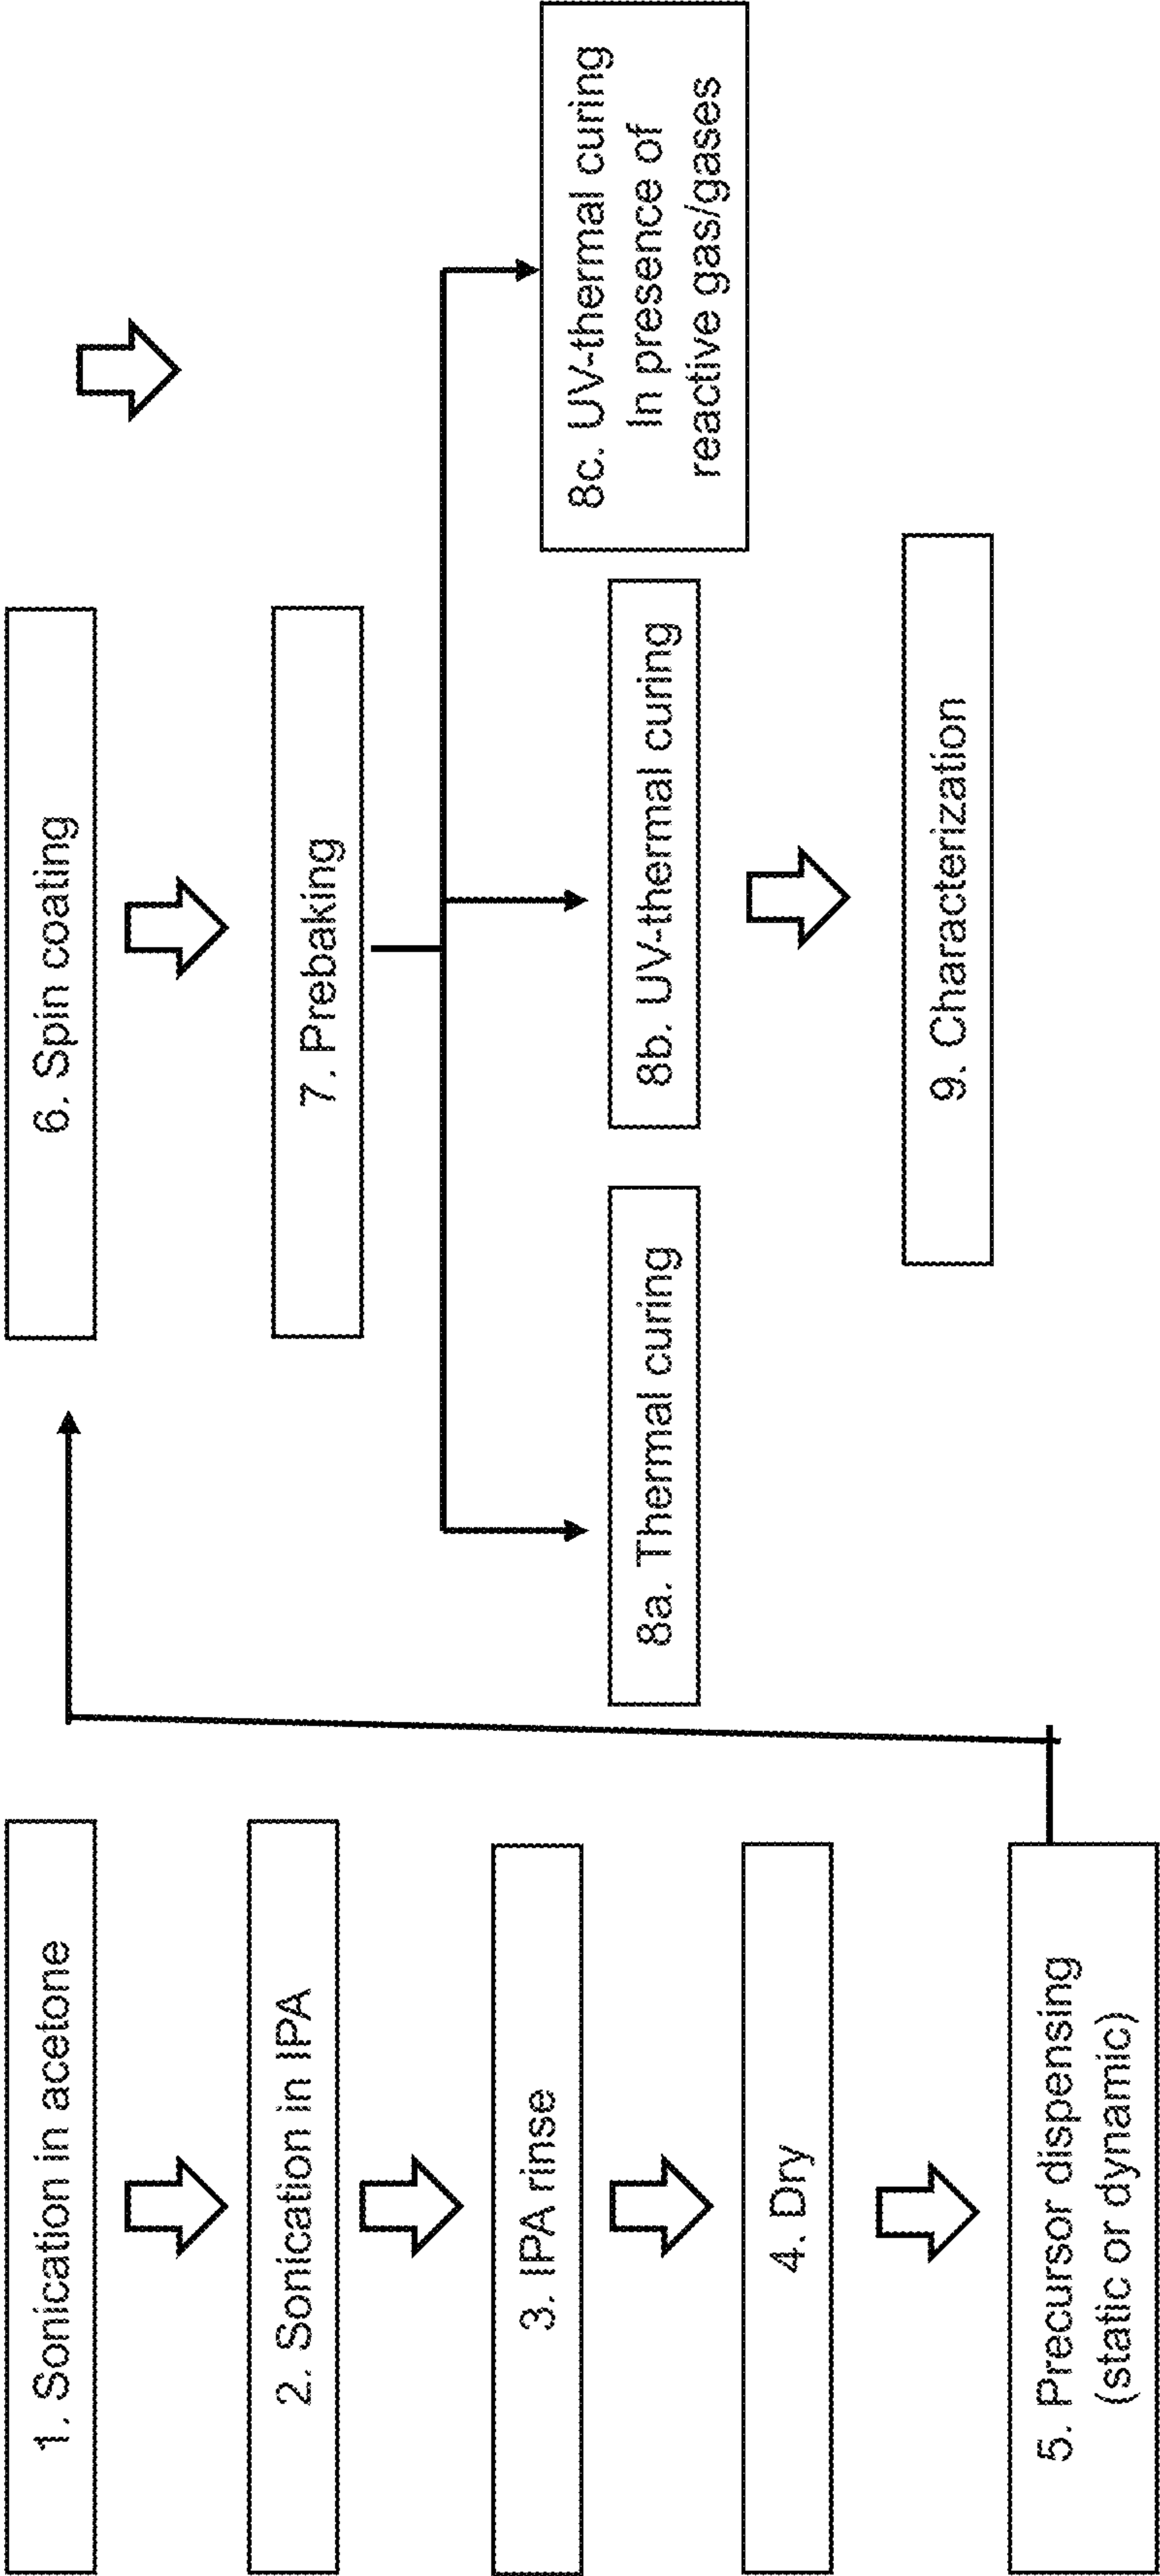 1. Sonication in acetone
2. Sonication in IPA
3. IPA rinse
4. Dry
5. Precursor dispensing
(static or dynamic)
6. Spin coating
7. Prebaking
8a. Thermal curing
8b. UV-thermal curing
8c. UV-thermal curing
In presence of
reactive gas/gases
9. Characterization